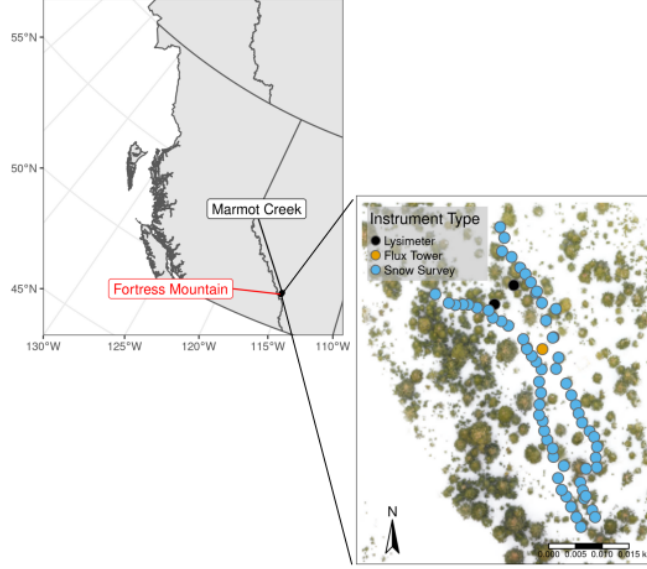 55°N
50°N
45°N
130°W
125°W
120°W
115°W
110°W
Marmot Creek
Fortress Mountain
Instrument Type
Lysimeter
Flux Tower
Snow Survey
N
0.000 0.005 0.010 0.015 k